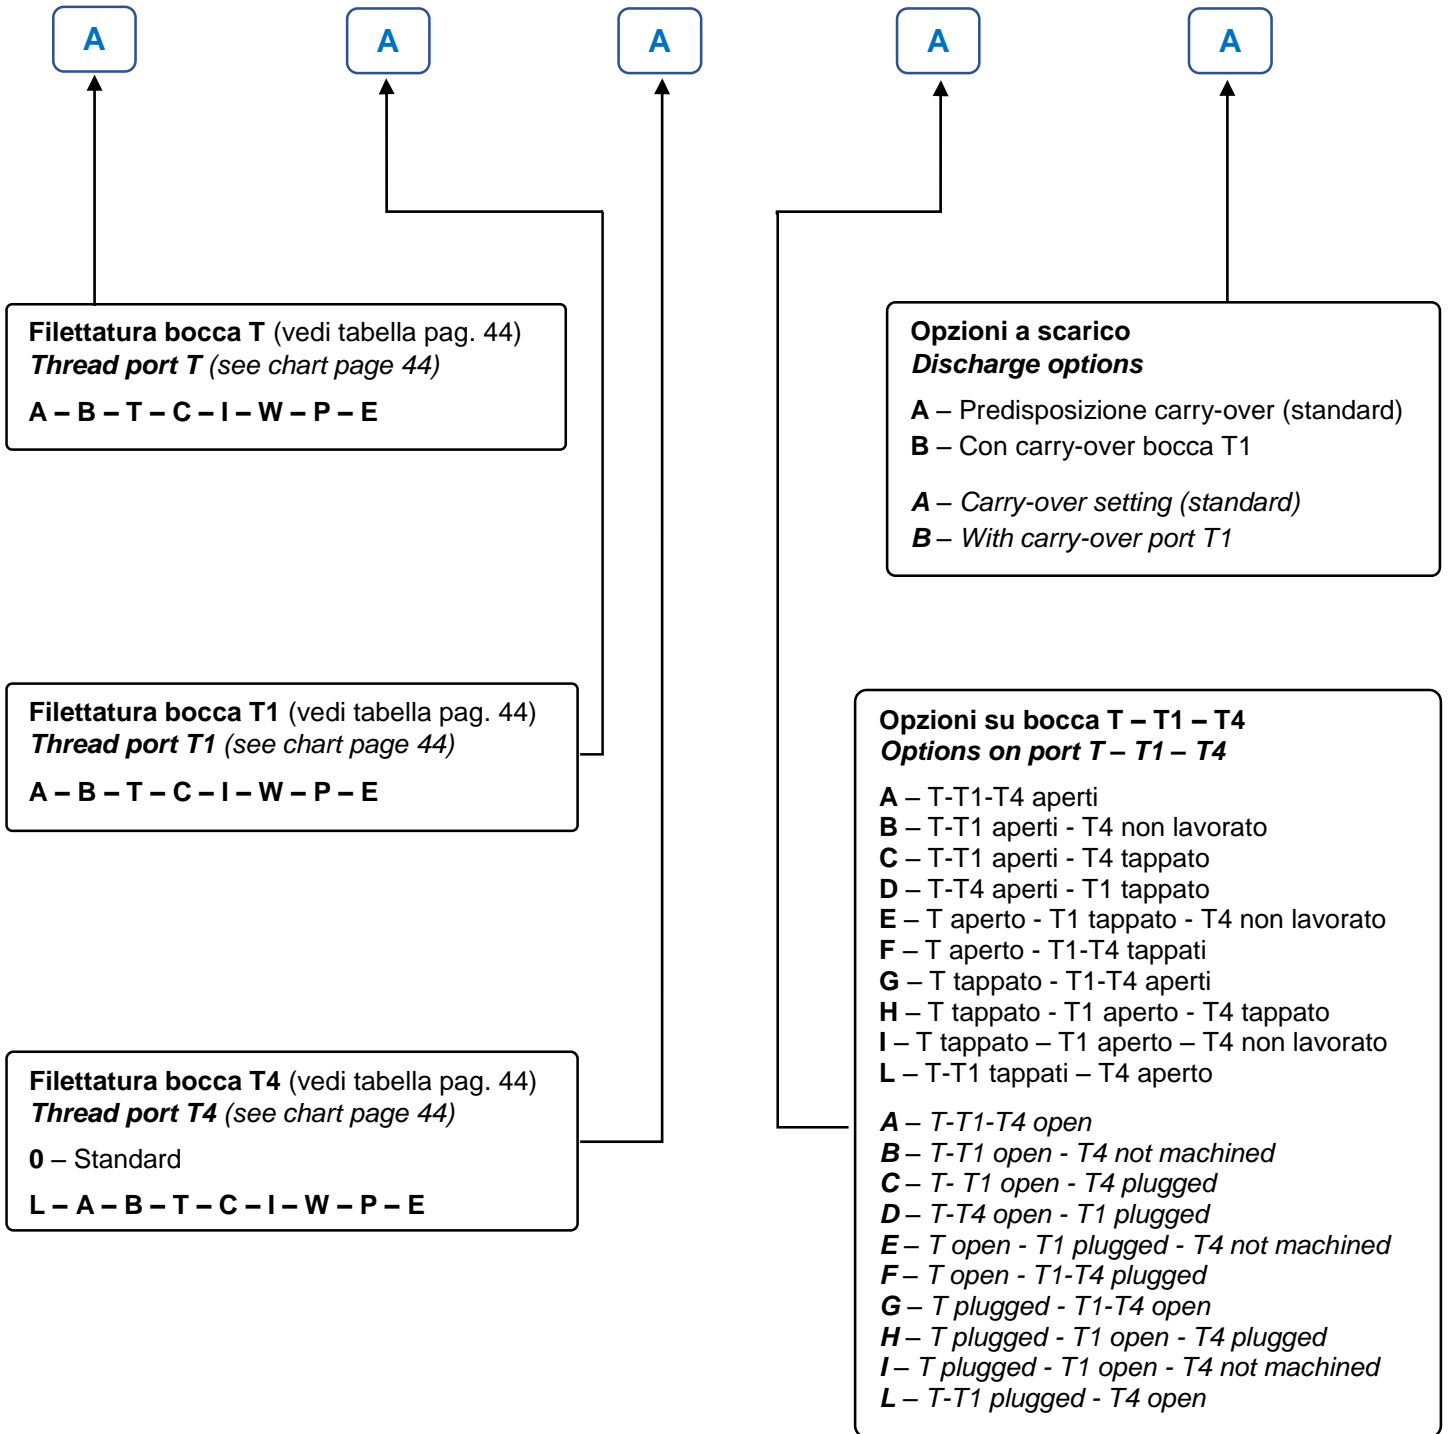 A
A
A
A
A
Filettatura bocca T (vedi tabella pag. 44)
Thread port T (see chart page 44)
A – B – T – C – I – W – P – E
Opzioni a scarico
Discharge options
A – Predisposizione carry-over (standard)
B – Con carry-over bocca T1
A – Carry-over setting (standard)
B – With carry-over port T1
Filettatura bocca T1 (vedi tabella pag. 44)
Thread port T1 (see chart page 44)
A – B – T – C – I – W – P – E
Filettatura bocca T4 (vedi tabella pag. 44)
Thread port T4 (see chart page 44)
0 – Standard
L – A – B – T – C – I – W – P – E
Opzioni su bocca T – T1 – T4
Options on port T – T1 – T4
A – T-T1-T4 aperti
B – T-T1 aperti - T4 non lavorato
C – T-T1 aperti - T4 tappato
D – T-T4 aperti - T1 tappato
E – T aperto - T1 tappato - T4 non lavorato
F – T aperto - T1-T4 tappati
G – T tappato - T1-T4 aperti
H – T tappato - T1 aperto - T4 tappato
I – T tappato – T1 aperto – T4 non lavorato
L – T-T1 tappati – T4 aperto
A – T-T1-T4 open
B – T-T1 open - T4 not machined
C – T- T1 open - T4 plugged
D – T-T4 open - T1 plugged
E – T open - T1 plugged - T4 not machined
F – T open - T1-T4 plugged
G – T plugged - T1-T4 open
H – T plugged - T1 open - T4 plugged
I – T plugged - T1 open - T4 not machined
L – T-T1 plugged - T4 open